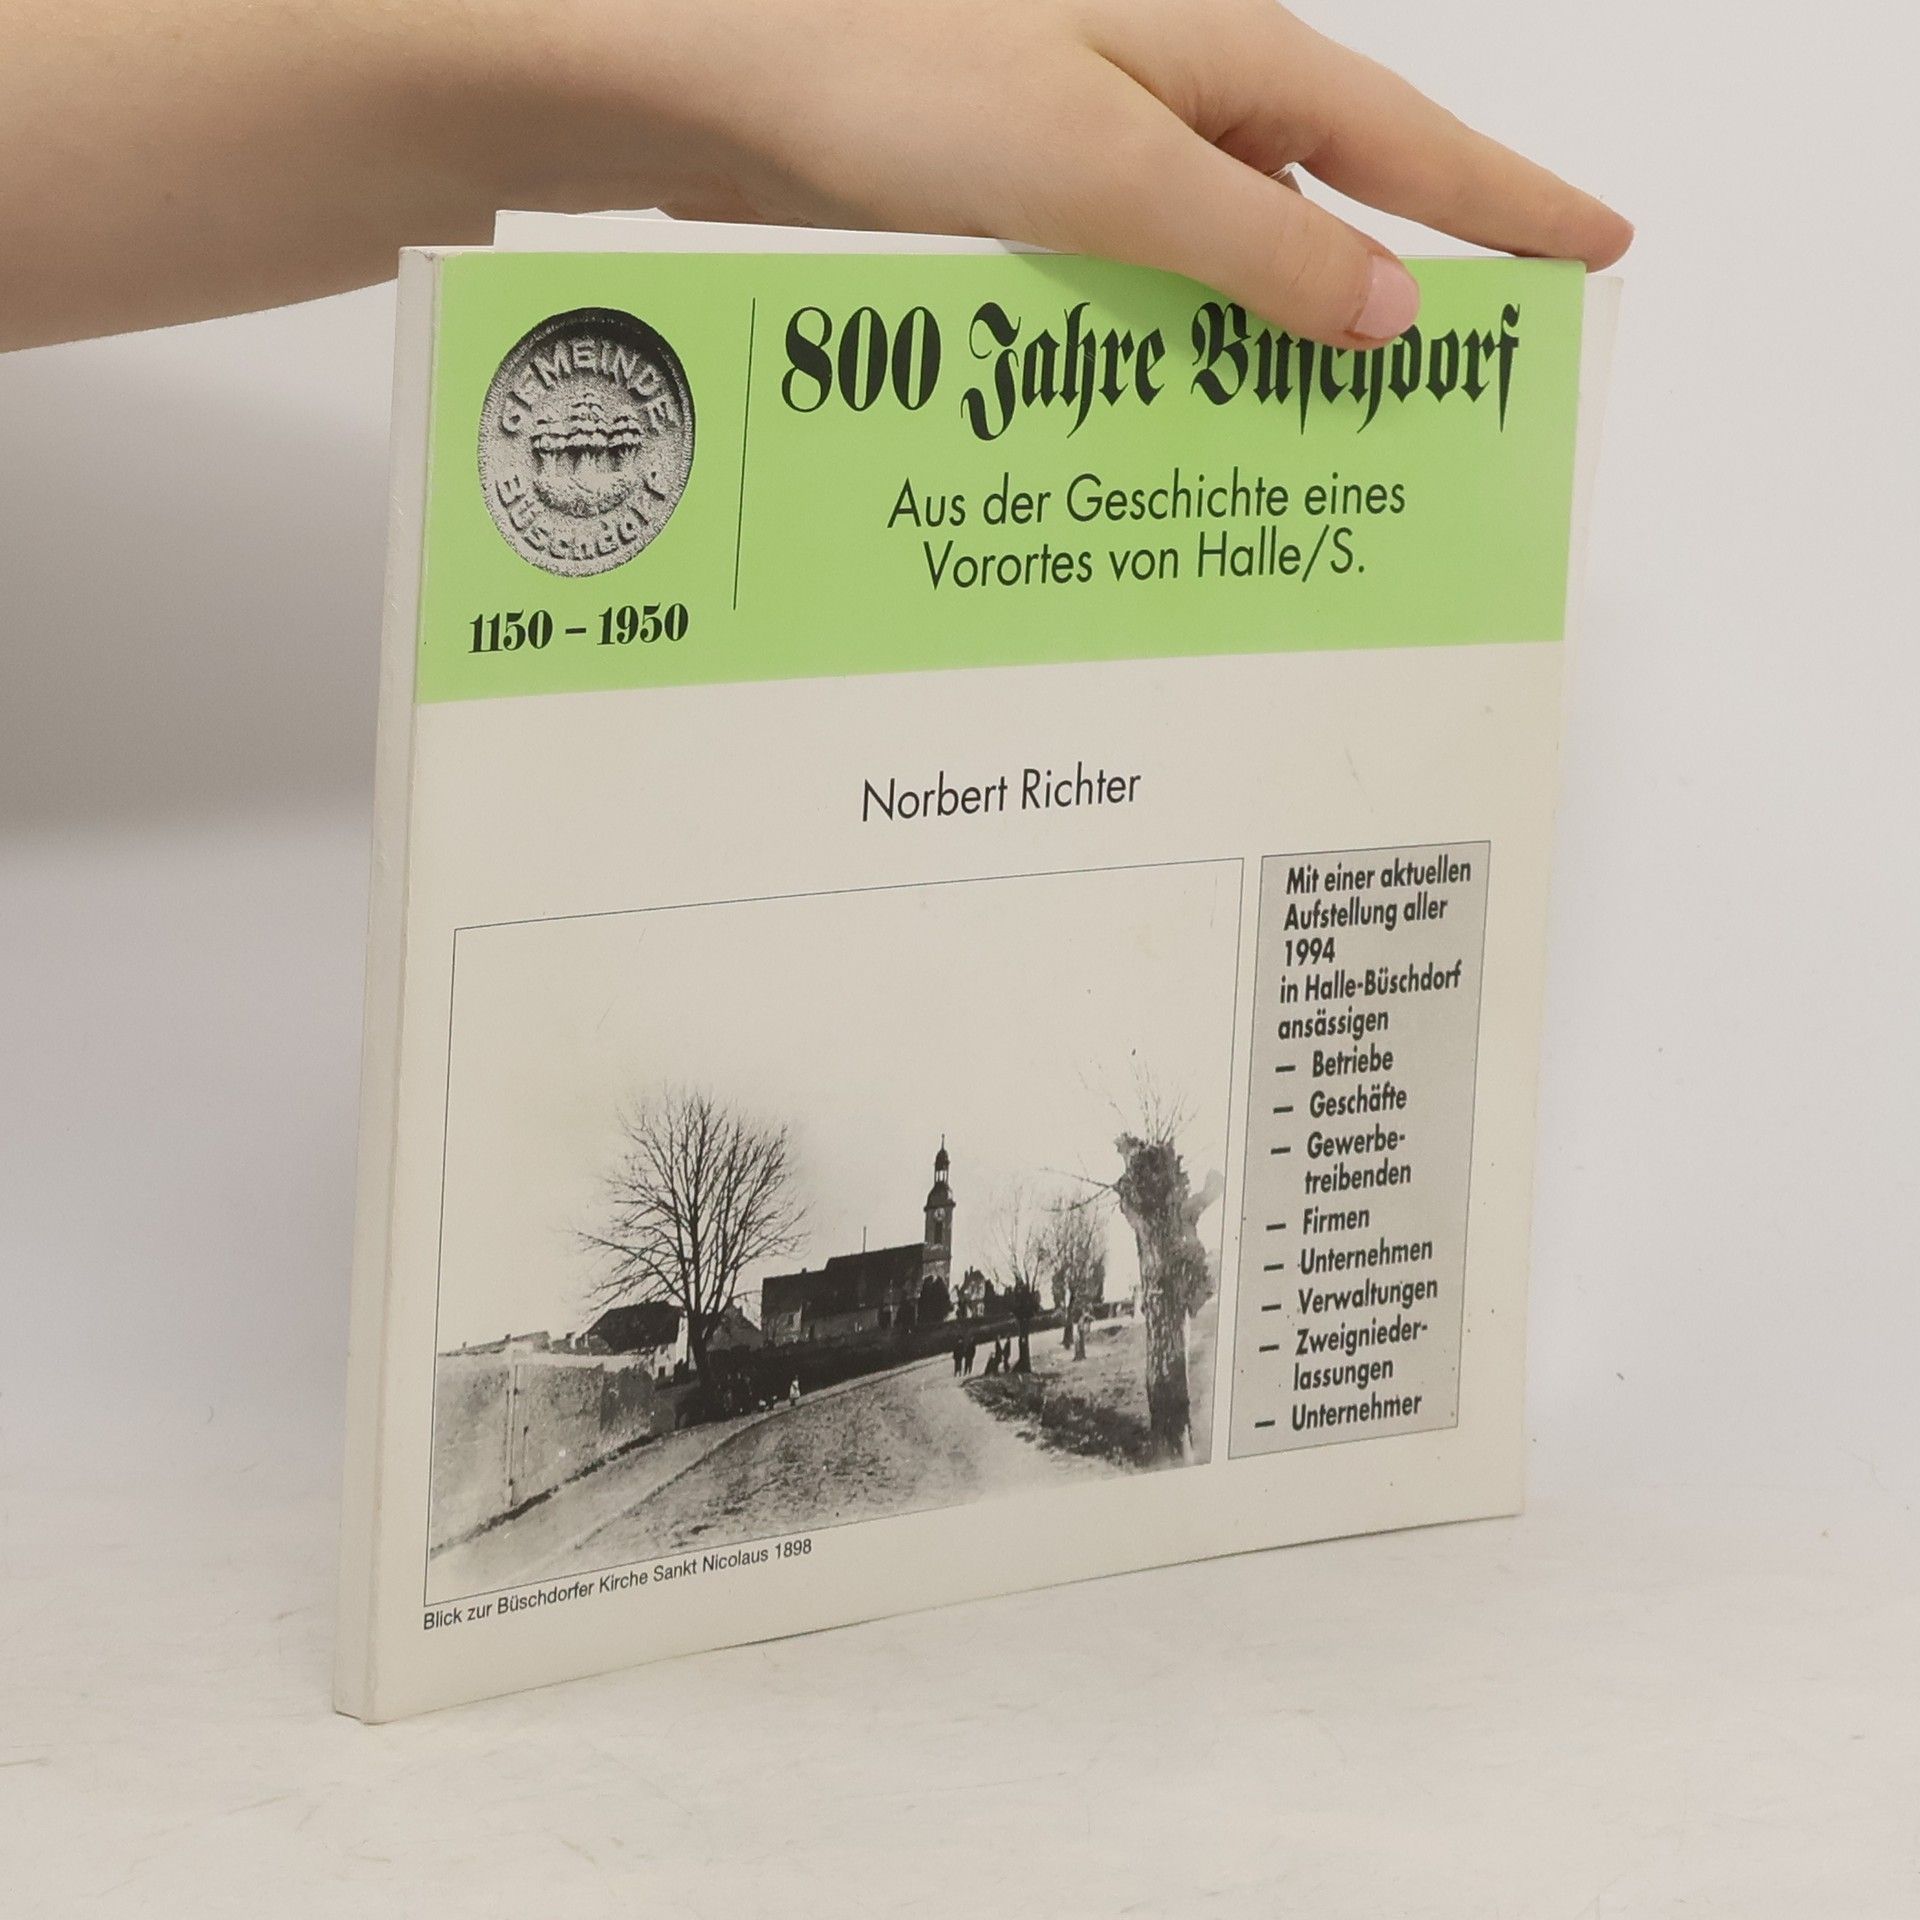 GEMEINDE
BÜSCHDORF
1150 – 1950
800 Jahre Büschdorf
Aus der Geschichte eines
Vorortes von Halle/S.
Norbert Richter
Mit einer aktuellen
Aufstellung aller
1994
in Halle-Büschdorf
ansässigen
– Betriebe
– Geschäfte
– Gewerbe-
treibenden
– Firmen
– Unternehmen
– Verwaltungen
– Zweignieder-
lassungen
– Unternehmer
Blick zur Büschdorfer Kirche Sankt Nicolaus 1898